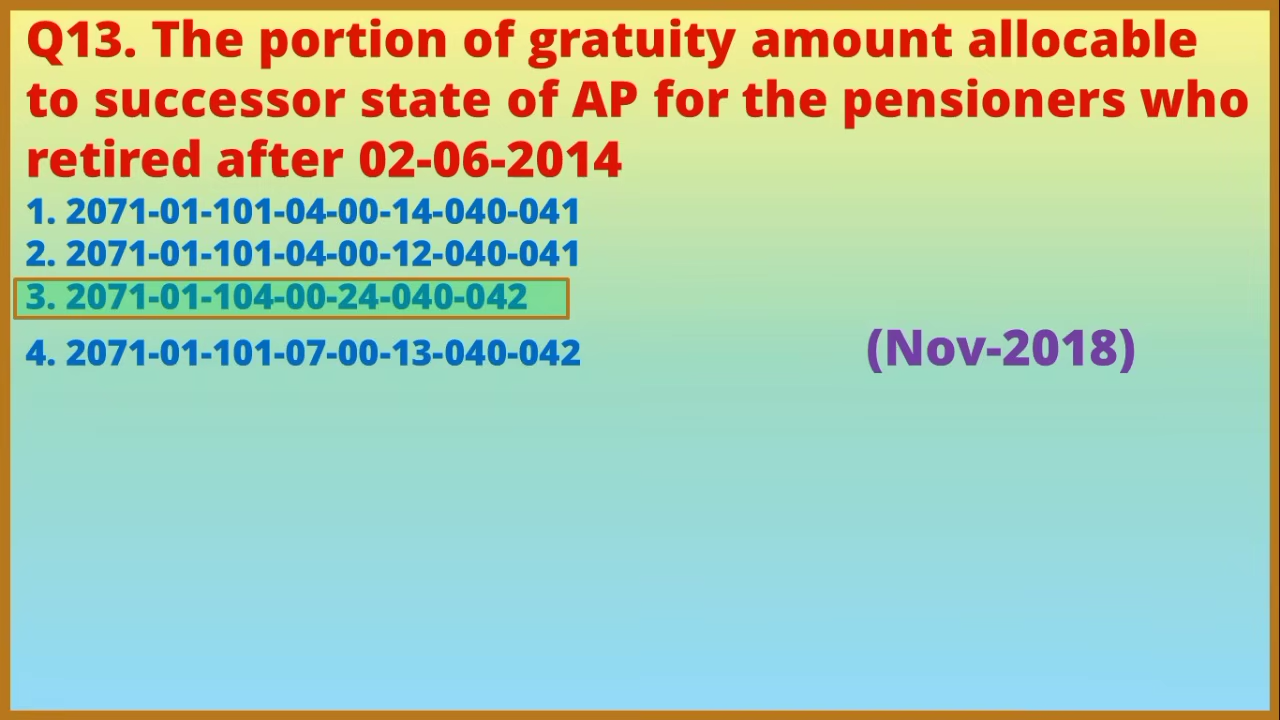 Q13. The portion of gratuity amount allocable
to successor state of AP for the pensioners who
retired after 02-06-2014
1. 2071-01-101-04-00-14-040-041
2. 2071-01-101-04-00-12-040-041
3. 2071-01-104-00-24-040-042
4. 2071-01-101-07-00-13-040-042
(Nov-2018)